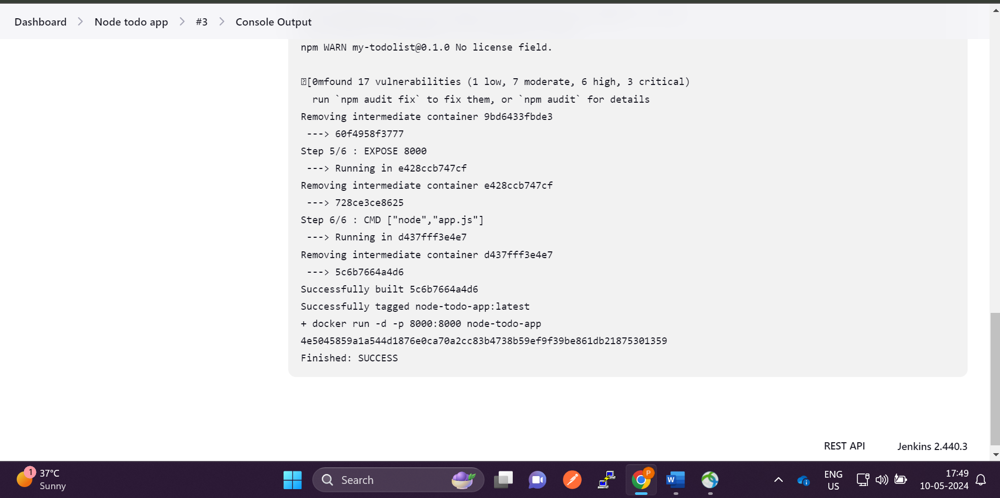 Dashboard > Node todo app > #3 > Console Output
npm WARN my-todolist@0.1.0 No license field.
[0mfound 17 vulnerabilities (1 low, 7 moderate, 6 high, 3 critical)
run `npm audit fix` to fix them, or `npm audit` for details
Removing intermediate container 9bd6433fbde3
---> 60f4958f3777
Step 5/6 : EXPOSE 8000
---> Running in e428ccb747cf
Removing intermediate container e428ccb747cf
---> 728ce3ce8625
Step 6/6 : CMD ["node","app.js"]
---> Running in d437fff3e4e7
Removing intermediate container d437fff3e4e7
---> 5c6b7664a4d6
Successfully built 5c6b7664a4d6
Successfully tagged node-todo-app:latest
+ docker run -d -p 8000:8000 node-todo-app
4e5045859a1a544d1876e0ca70a2cc83b4738b59ef9f39be861db21875301359
Finished: SUCCESS
REST API Jenkins 2.440.3
1
37°C
Sunny
Search
P
W
ENG
US
17:49
10-05-2024